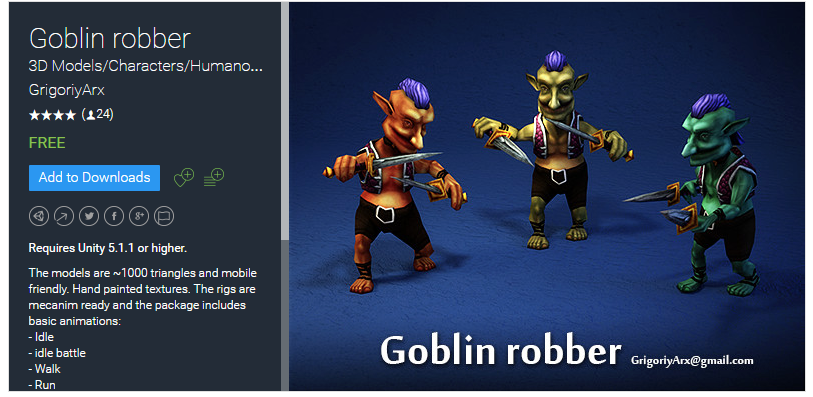 Goblin robber
3D Models/Characters/Humano...
GrigoriyArx
(24)
FREE
Add to Downloads
Requires Unity 5.1.1 or higher.
The models are ~1000 triangles and mobile
friendly. Hand painted textures. The rigs are
mecanim ready and the package includes
basic animations:
- Idle
- idle battle
- Walk
- Run
Goblin robber GrigoriyArx@gmail.com